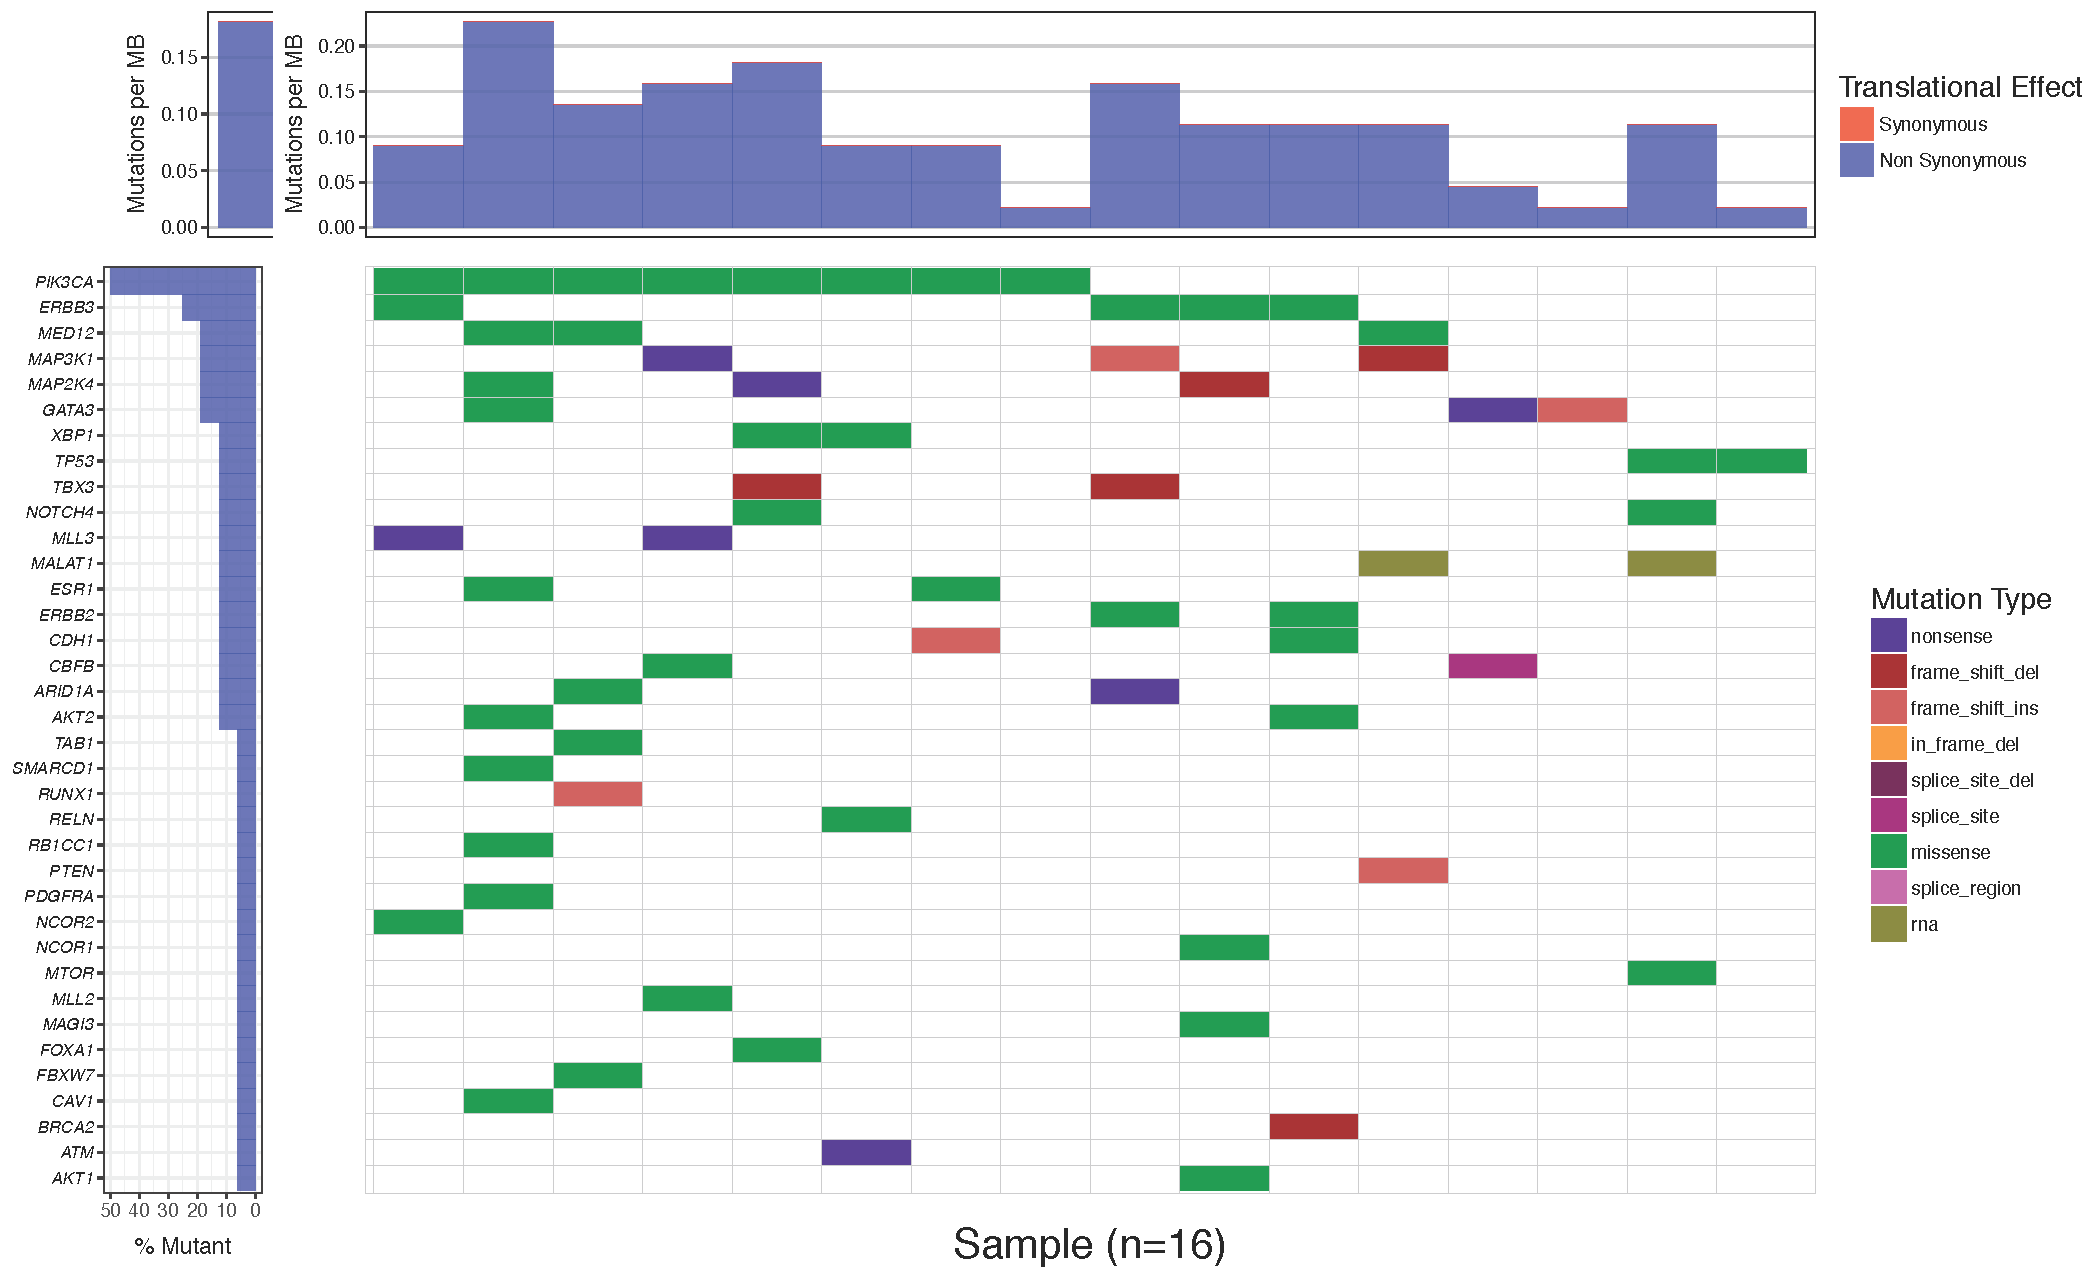 Mutations per MB
0.15
0.10
0.05
0.00
Mutations per MB
0.20
0.15
0.10
0.05
0.00
Translational Effect
Synonymous
Non Synonymous
PIK3CA
ERBB3
MED12
MAP3K1
MAP2K4
GATA3
XBP1
TP53
TBX3
NOTCH4
MLL3
MALAT1
ESR1
ERBB2
CDH1
CBFB
ARID1A
AKT2
TAB1
SMARCD1
RUNX1
RELN
RB1CC1
PTEN
PDGFRA
NCOR2
NCOR1
MTOR
MLL2
MAGI3
FOXA1
FBXW7
CAV1
BRCA2
ATM
AKT1
50 40 30 20 10 0
% Mutant
Sample (n=16)
Mutation Type
nonsense
frame_shift_del
frame_shift_ins
in_frame_del
splice_site_del
splice_site
missense
splice_region
rna